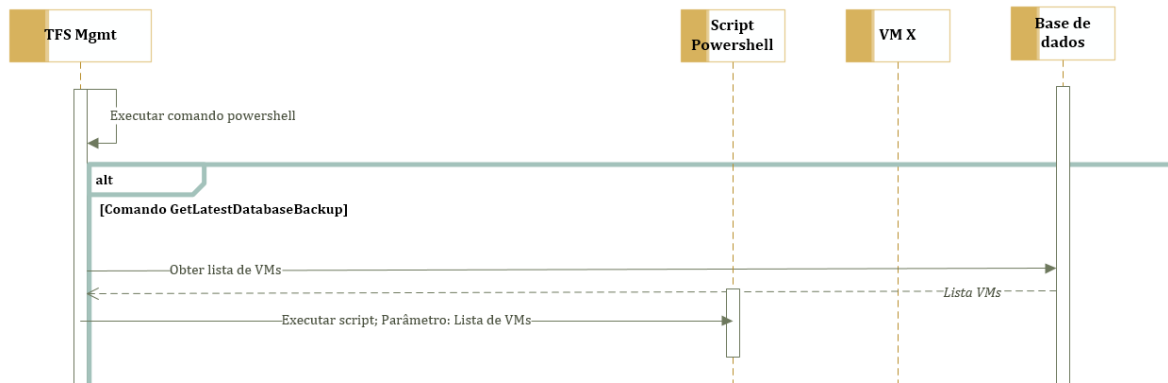 TFS Mgmt
Script
Powershell
VM X
Base de
dados
Executar comando powershell
alt
[Comando GetLatestDatabaseBackup]
Obter lista de VMs
Lista VMs
Executar script; Parâmetro: Lista de VMs